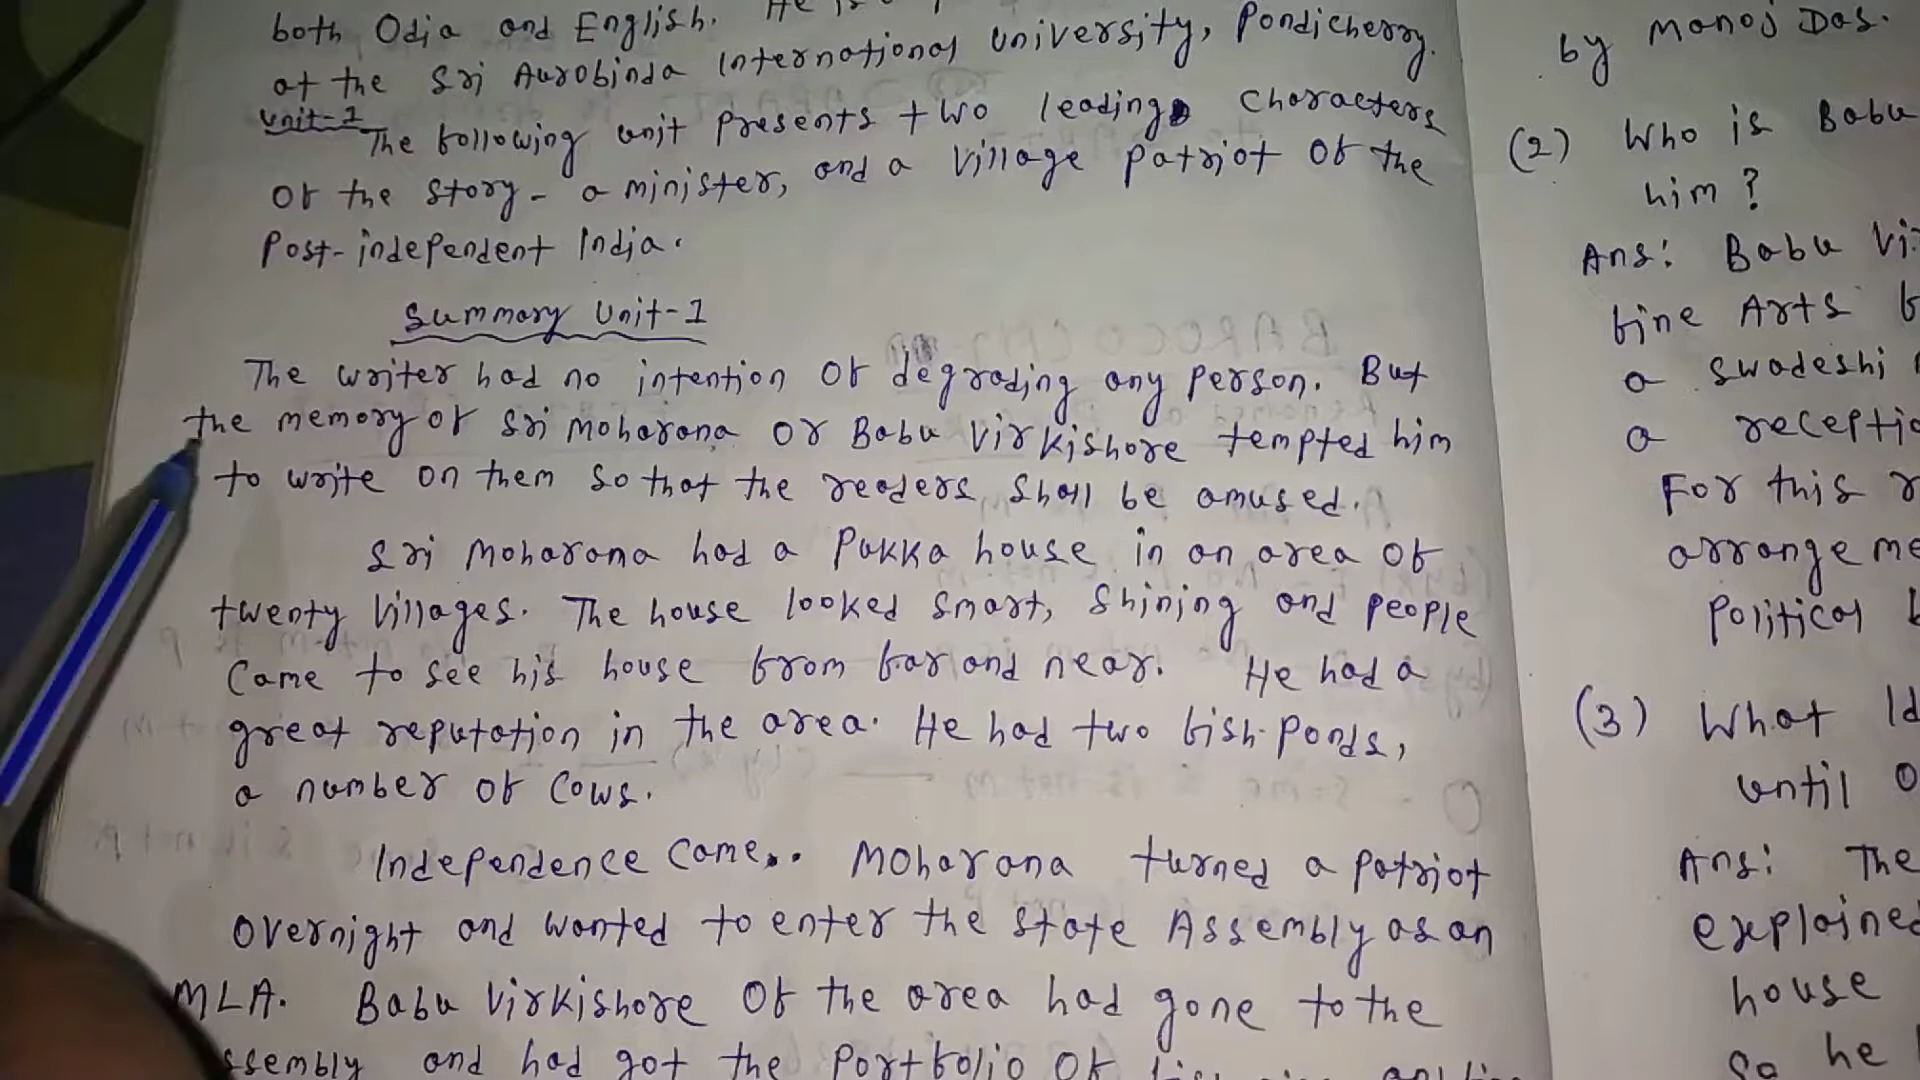 both Odia and English. He is
at the Sri Aurobinda International University, Pondicherry.
Unit-1
The following unit presents two leading characters
of the story - a minister, and a village patriot of the
Post-independent India.
Summary Unit-1
The writer had no intention of degrading any person. But
the memory of Sri Moharana or Babu Virkishore tempted him
to write on them so that the readers shall be amused.
Sri Moharana had a Pukka house in an area of
twenty villages. The house looked smart, shining and people
came to see his house from far and near. He had a
great reputation in the area. He had two fish-ponds,
a number of cows.
Independence came. Moharana turned a patriot
overnight and wanted to enter the State Assembly as an
MLA. Babu Virkishore of the area had gone to the
ssembly and had got the Portfolio of
by Manoj Das.
(2) Who is Babu
him?
Ans: Babu Vi
fine Arts
a swadeshi
a receptio
For this
arrangeme
political
(3) What
until
Ans: The
explained
house
So he